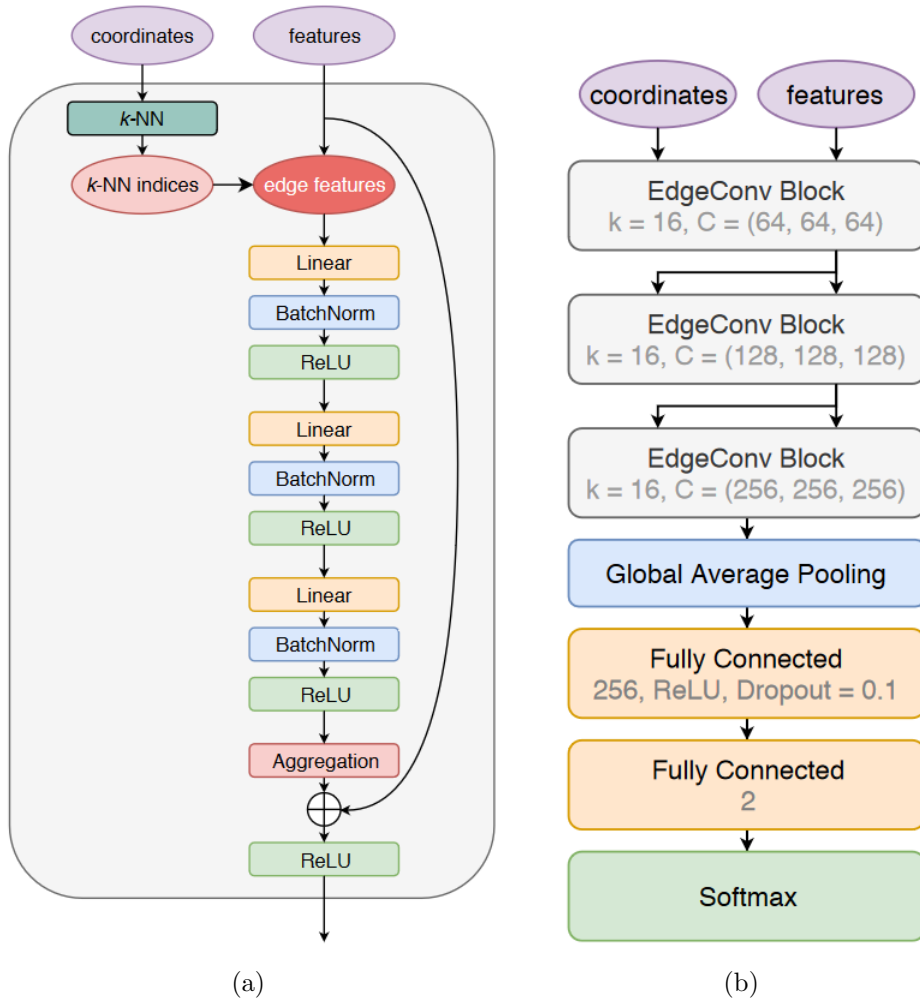 coordinates
features
k-NN
k-NN indices
edge features
Linear
BatchNorm
ReLU
Linear
BatchNorm
ReLU
Linear
BatchNorm
ReLU
Aggregation
ReLU
(a)
coordinates
features
EdgeConv Block
k = 16, C = (64, 64, 64)
EdgeConv Block
k = 16, C = (128, 128, 128)
EdgeConv Block
k = 16, C = (256, 256, 256)
Global Average Pooling
Fully Connected
256, ReLU, Dropout = 0.1
Fully Connected
2
Softmax
(b)